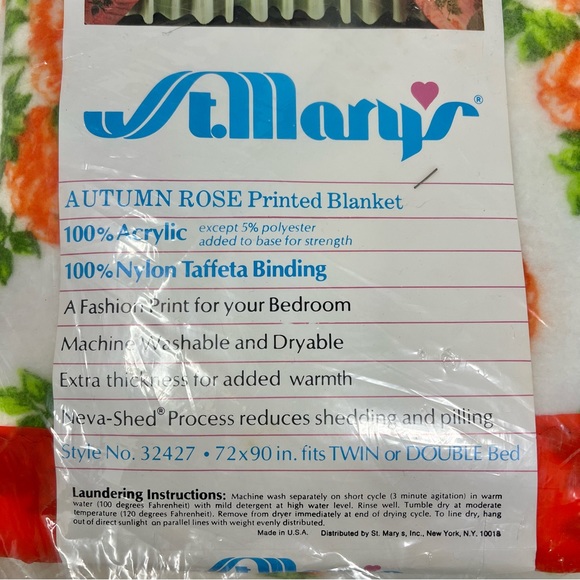 St.Mary's®
AUTUMN ROSE Printed Blanket
100% Acrylic except 5% polyester
added to base for strength
100% Nylon Taffeta Binding
A Fashion Print for your Bedroom
Machine Washable and Dryable
Extra thickness for added warmth
Neva-Shed® Process reduces shedding and pilling
Style No. 32427 • 72x90 in. fits TWIN or DOUBLE Bed
Laundering Instructions: Machine wash separately on short cycle (3 minute agitation) in warm
water (100 degrees Fahrenheit) with mild detergent at high water level. Rinse well. Tumble dry at moderate
temperature (120 degrees Fahrenheit). Remove from dryer immediately at end of drying cycle. To line dry, hang
out of direct sunlight on parallel lines with weight evenly distributed.
Made in U.S.A. Distributed by St. Mary s, Inc., New York, N.Y. 10018